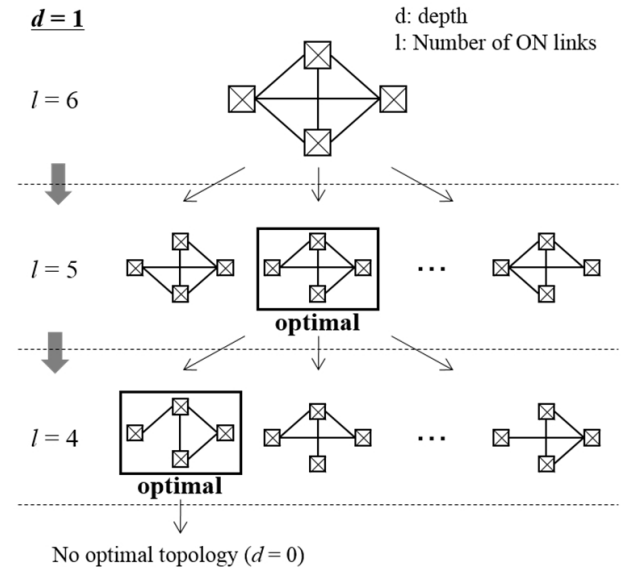 d = 1
d: depth
l: Number of ON links
l = 6
l = 5
...
optimal
l = 4
...
optimal
No optimal topology (d = 0)